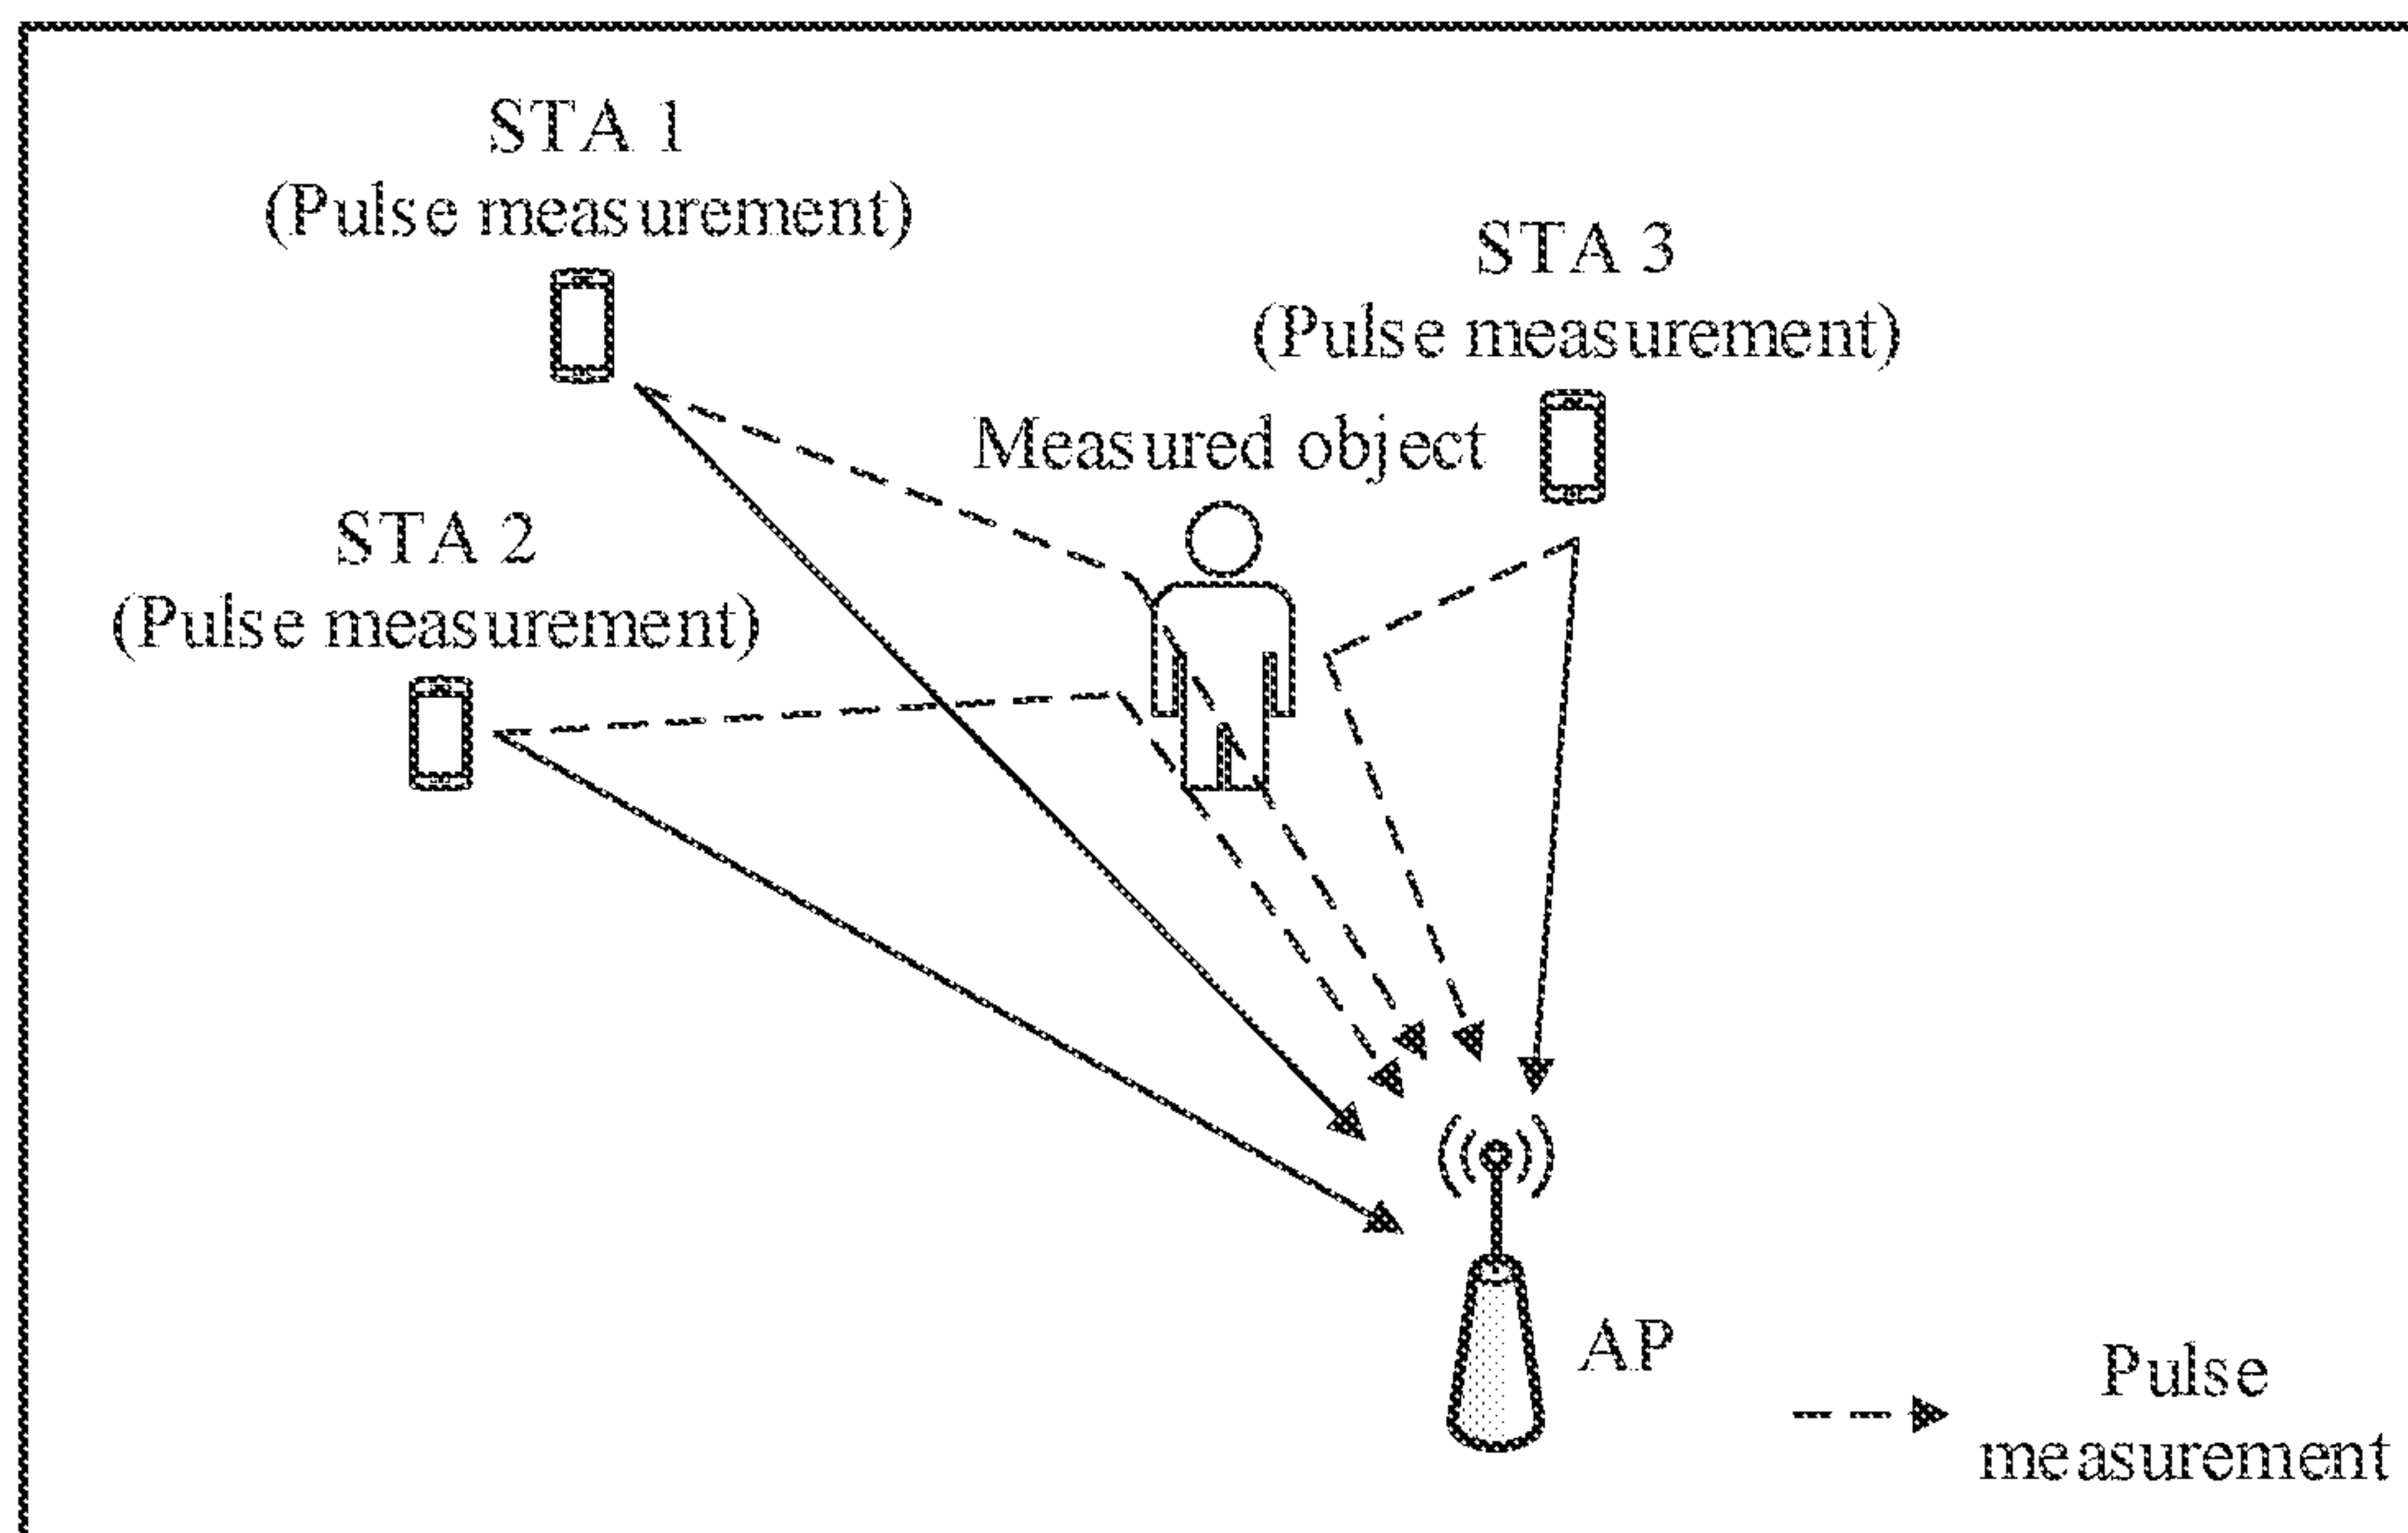 STA 1
(Pulse measurement)
STA 3
(Pulse measurement)
Measured object
STA 2
(Pulse measurement)
AP
Pulse
measurement